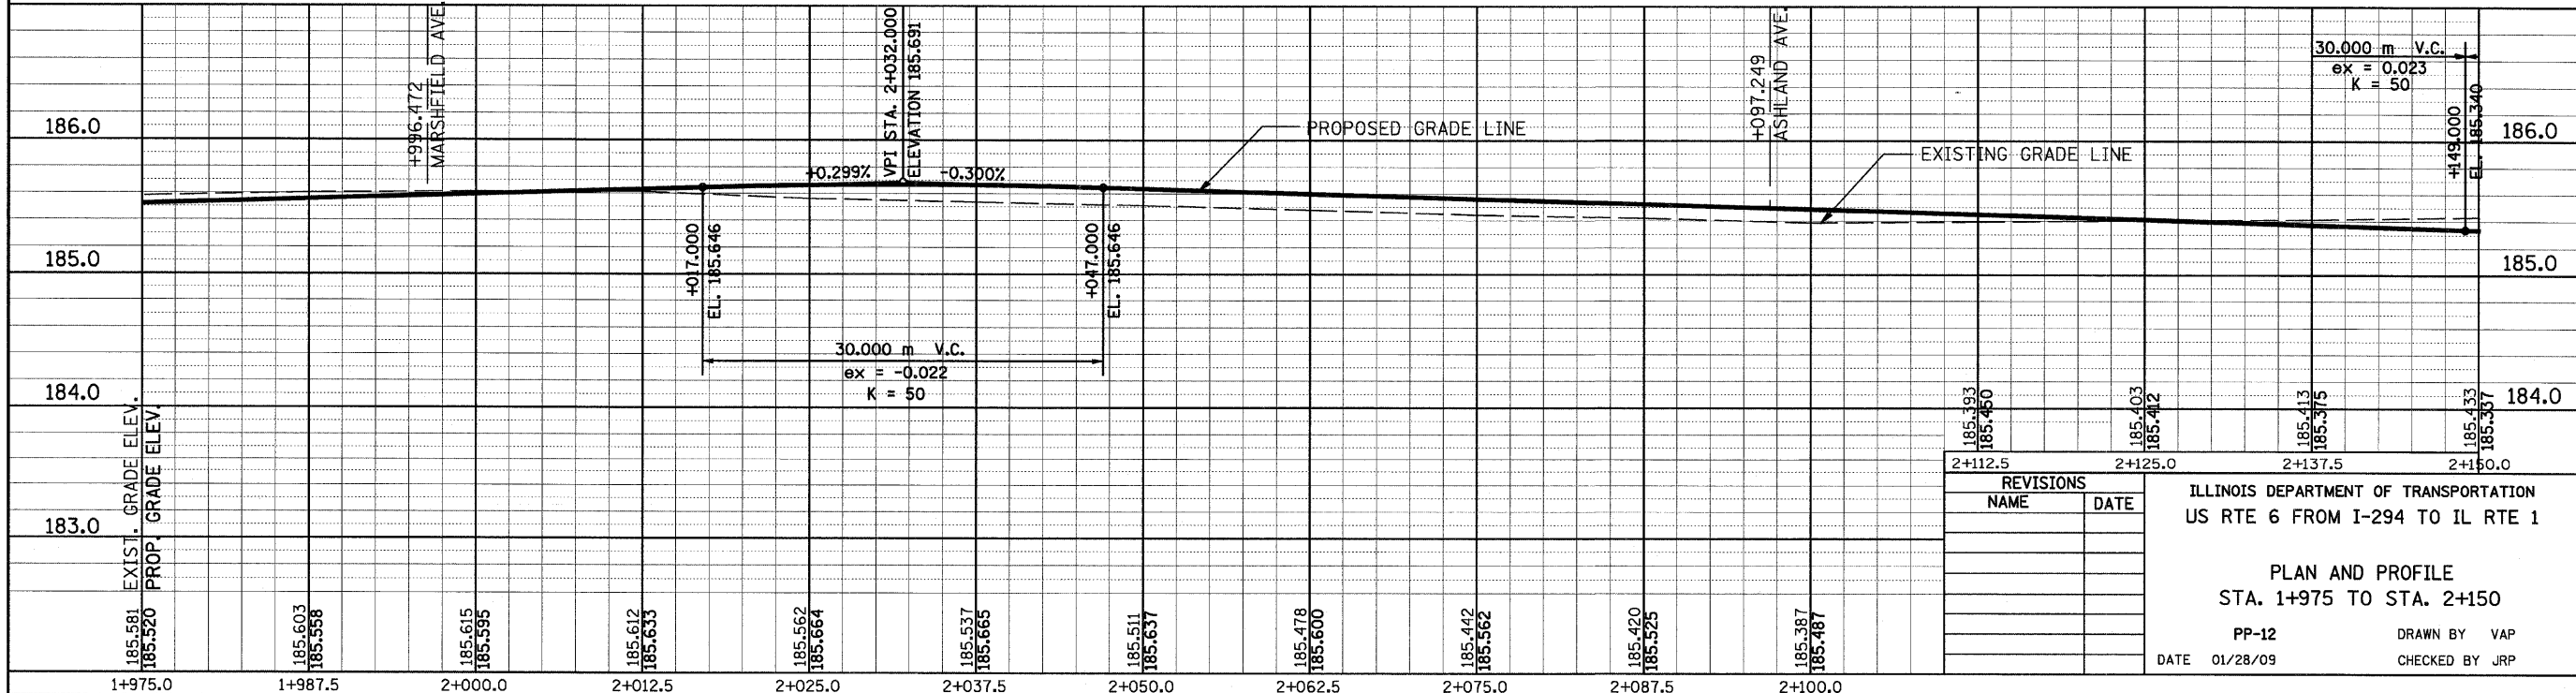 +996.472
MARSHFIELD AVE.
VPI STA. 2+032.000
ELEVATION 185.691
+097.249
ASHLAND AVE.
30.000 m V.C.
ex = 0.023
K = 50
+149.000
EL. 185.340
186.0
PROPOSED GRADE LINE
186.0
EXISTING GRADE LINE
+0.299%
-0.300%
+017.000
EL. 185.646
+047.000
EL. 185.646
185.0
185.0
30.000 m V.C.
ex = -0.022
K = 50
184.0
184.0
183.0
EXIST. GRADE ELEV.
PROP. GRADE ELEV.
185.581
185.520
185.603
185.558
185.615
185.595
185.612
185.633
185.562
185.664
185.537
185.665
185.511
185.637
185.478
185.600
185.442
185.562
185.420
185.525
185.387
185.487
185.393
185.450
185.403
185.412
185.413
185.375
185.433
185.337
2+112.5
2+125.0
2+137.5
2+150.0
1+975.0
1+987.5
2+000.0
2+012.5
2+025.0
2+037.5
2+050.0
2+062.5
2+075.0
2+087.5
2+100.0
REVISIONS
NAME DATE
ILLINOIS DEPARTMENT OF TRANSPORTATION
US RTE 6 FROM I-294 TO IL RTE 1
PLAN AND PROFILE
STA. 1+975 TO STA. 2+150
PP-12
DRAWN BY VAP
DATE 01/28/09
CHECKED BY JRP